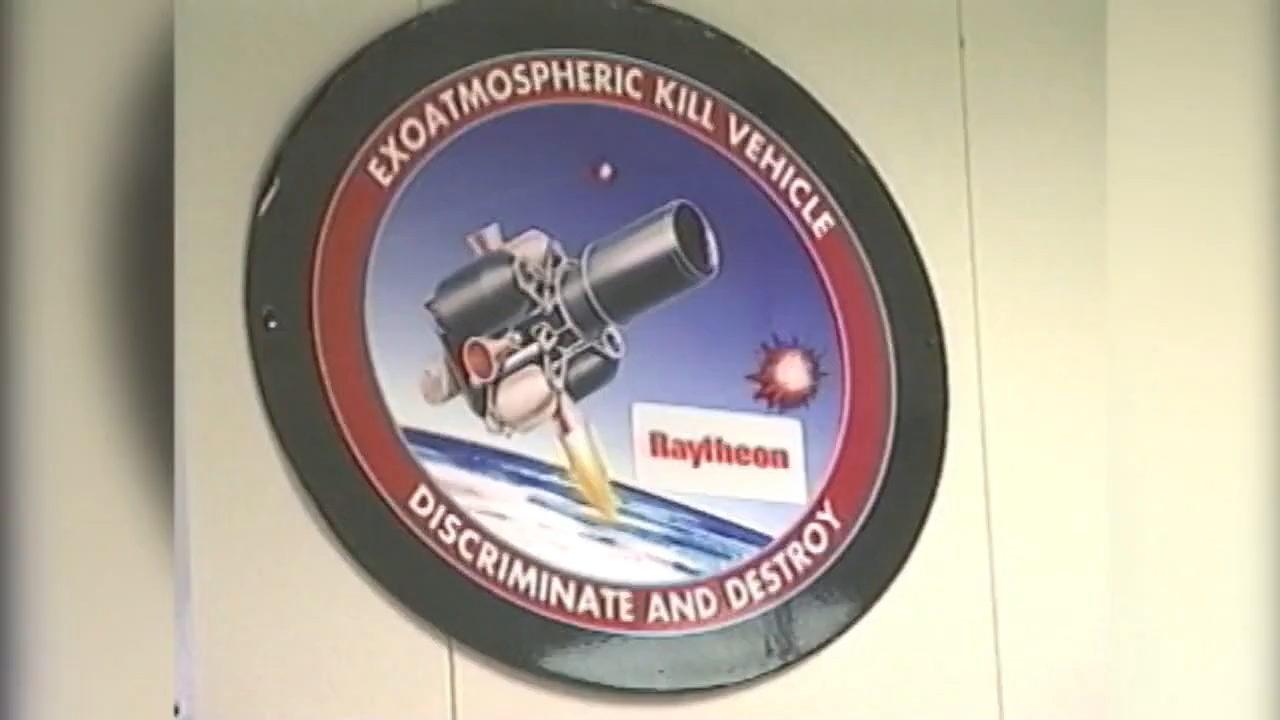 EXOATMOSPHERIC KILL VEHICLE
Raytheon
DISCRIMINATE AND DESTROY